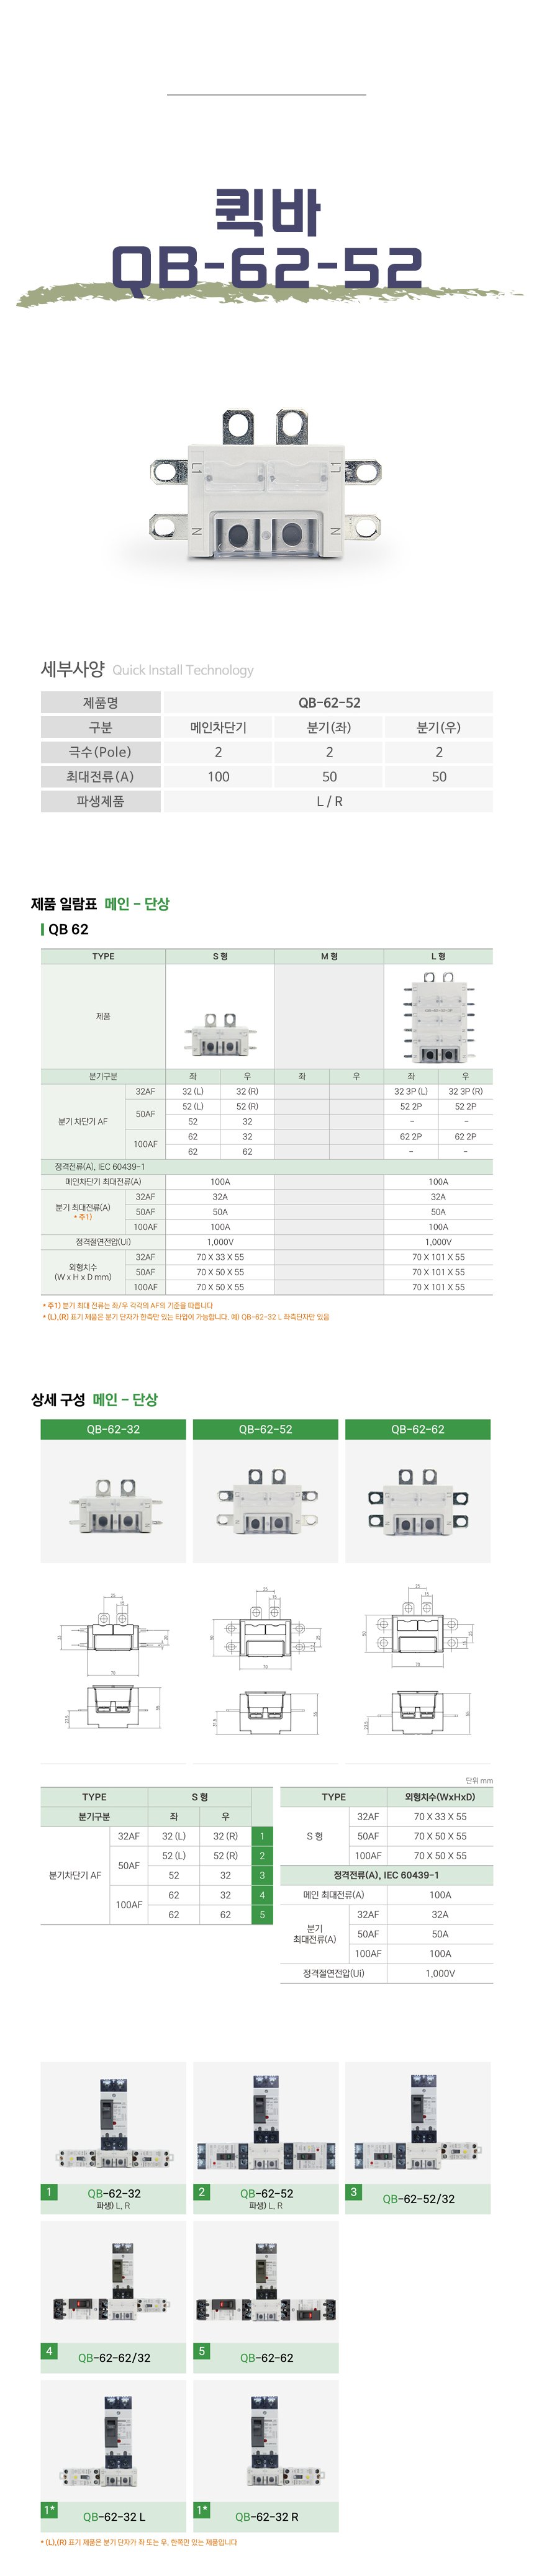 퀵바
QB-62-52
L1
L1
N
N
세부사양 Quick Install Technology
제품명 QB-62-52
구분 메인차단기 분기(좌) 분기(우)
극수(Pole) 2 2 2
최대전류(A) 100 50 50
파생제품 L / R
제품 일람표 메인 - 단상
QB 62
TYPE S 형 M 형 L 형
제품
분기구분 좌 우 좌 우 좌 우
분기 차단기 AF
32AF 32 (L) 32 (R) 32 3P (L) 32 3P (R)
50AF 52 (L) 52 (R) 52 2P 52 2P
52 32 - -
100AF 62 32 62 2P 62 2P
62 62 - -
정격전류(A), IEC 60439-1
메인차단기 최대전류(A) 100A 100A
분기 최대전류(A)
* 주1)
32AF 32A 32A
50AF 50A 50A
100AF 100A 100A
정격절연전압(Ui) 1,000V 1,000V
외형치수
(W x H x D mm)
32AF 70 X 33 X 55 70 X 101 X 55
50AF 70 X 50 X 55 70 X 101 X 55
100AF 70 X 50 X 55 70 X 101 X 55
* 주1) 분기 최대 전류는 좌/우 각각의 AF의 기준을 따릅니다
* (L),(R) 표기 제품은 분기 단자가 한측만 있는 타입이 가능합니다. 예) QB-62-32 L 좌측단자만 있음
상세 구성 메인 - 단상
QB-62-32 QB-62-52 QB-62-62
25
15
70
25
15
70
25
15
70
단위 mm
TYPE S 형
분기구분 좌 우
분기차단기 AF
32AF 32 (L) 32 (R) 1
50AF 52 (L) 52 (R) 2
52 32 3
100AF 62 32 4
62 62 5
TYPE 외형치수(WxHxD)
S 형
32AF 70 X 33 X 55
50AF 70 X 50 X 55
100AF 70 X 50 X 55
정격전류(A), IEC 60439-1
메인 최대전류(A) 100A
분기
최대전류(A)
32AF 32A
50AF 50A
100AF 100A
정격절연전압(Ui) 1,000V
1 QB-62-32
파생) L, R
2 QB-62-52
파생) L, R
3 QB-62-52/32
4 QB-62-62/32
5 QB-62-62
1* QB-62-32 L
1* QB-62-32 R
* (L),(R) 표기 제품은 분기 단자가 좌 또는 우, 한쪽만 있는 제품입니다